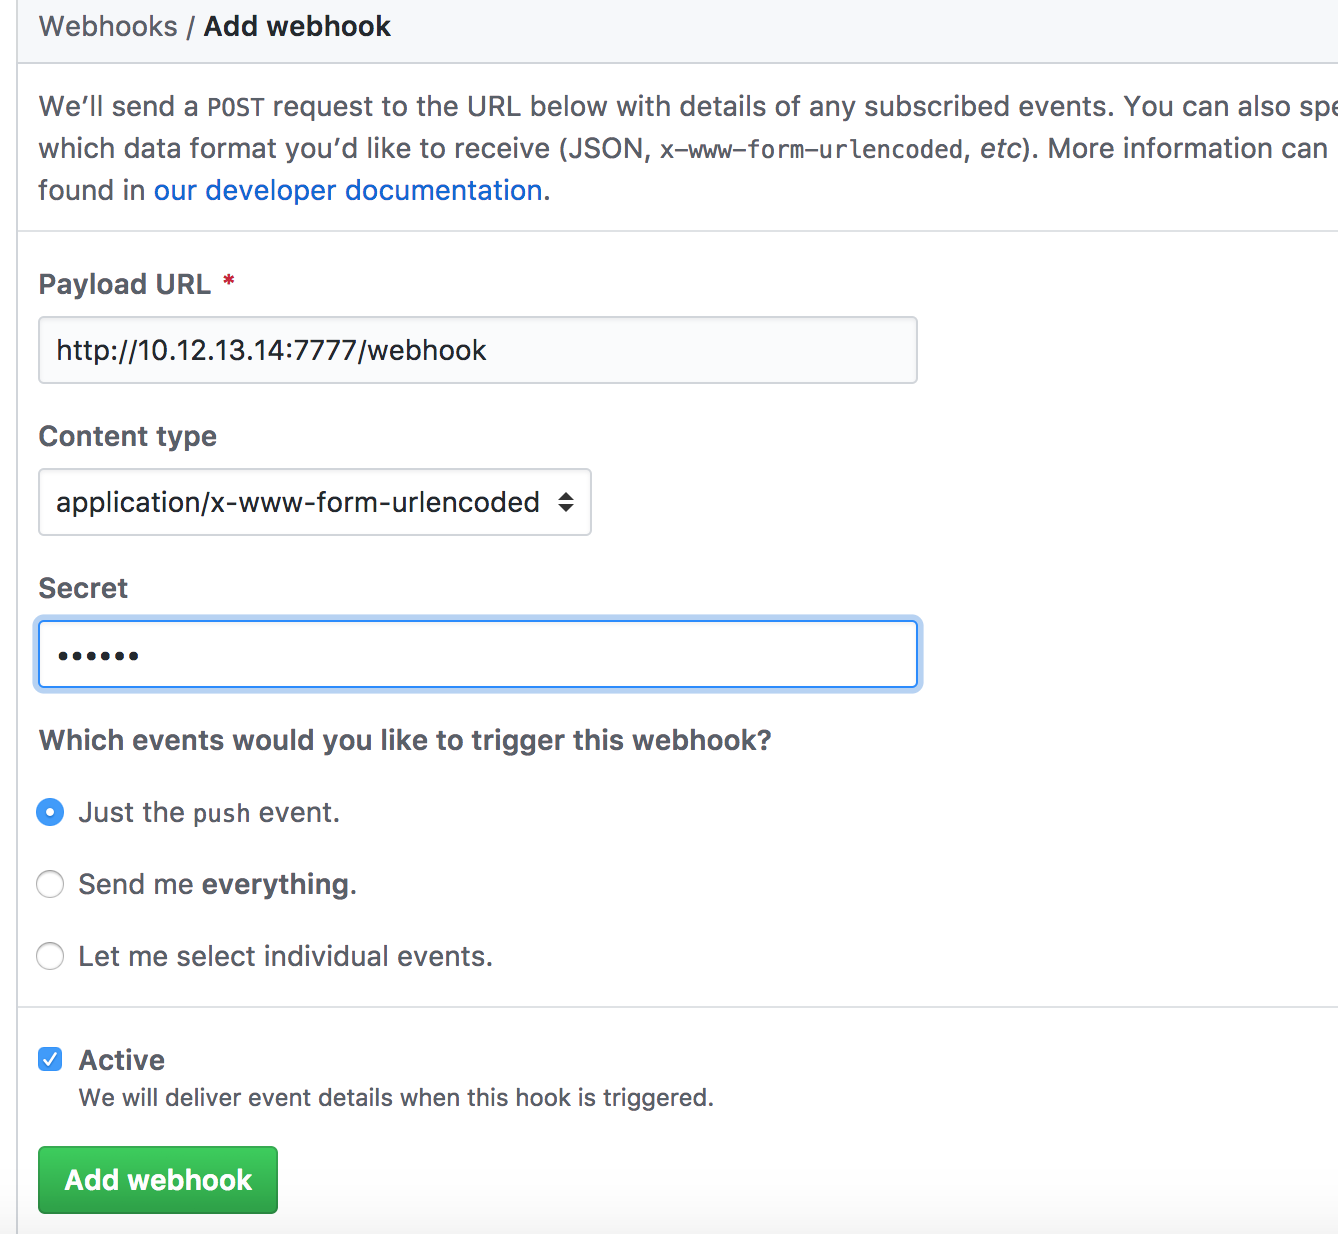 Webhooks / Add webhook
We’ll send a POST request to the URL below with details of any subscribed events. You can also spe
which data format you’d like to receive (JSON, x-www-form-urlencoded, etc). More information can
found in our developer documentation.
Payload URL *
http://10.12.13.14:7777/webhook
Content type
application/x-www-form-urlencoded
Secret
••••••
Which events would you like to trigger this webhook?
Just the push event.
Send me everything.
Let me select individual events.
Active
We will deliver event details when this hook is triggered.
Add webhook